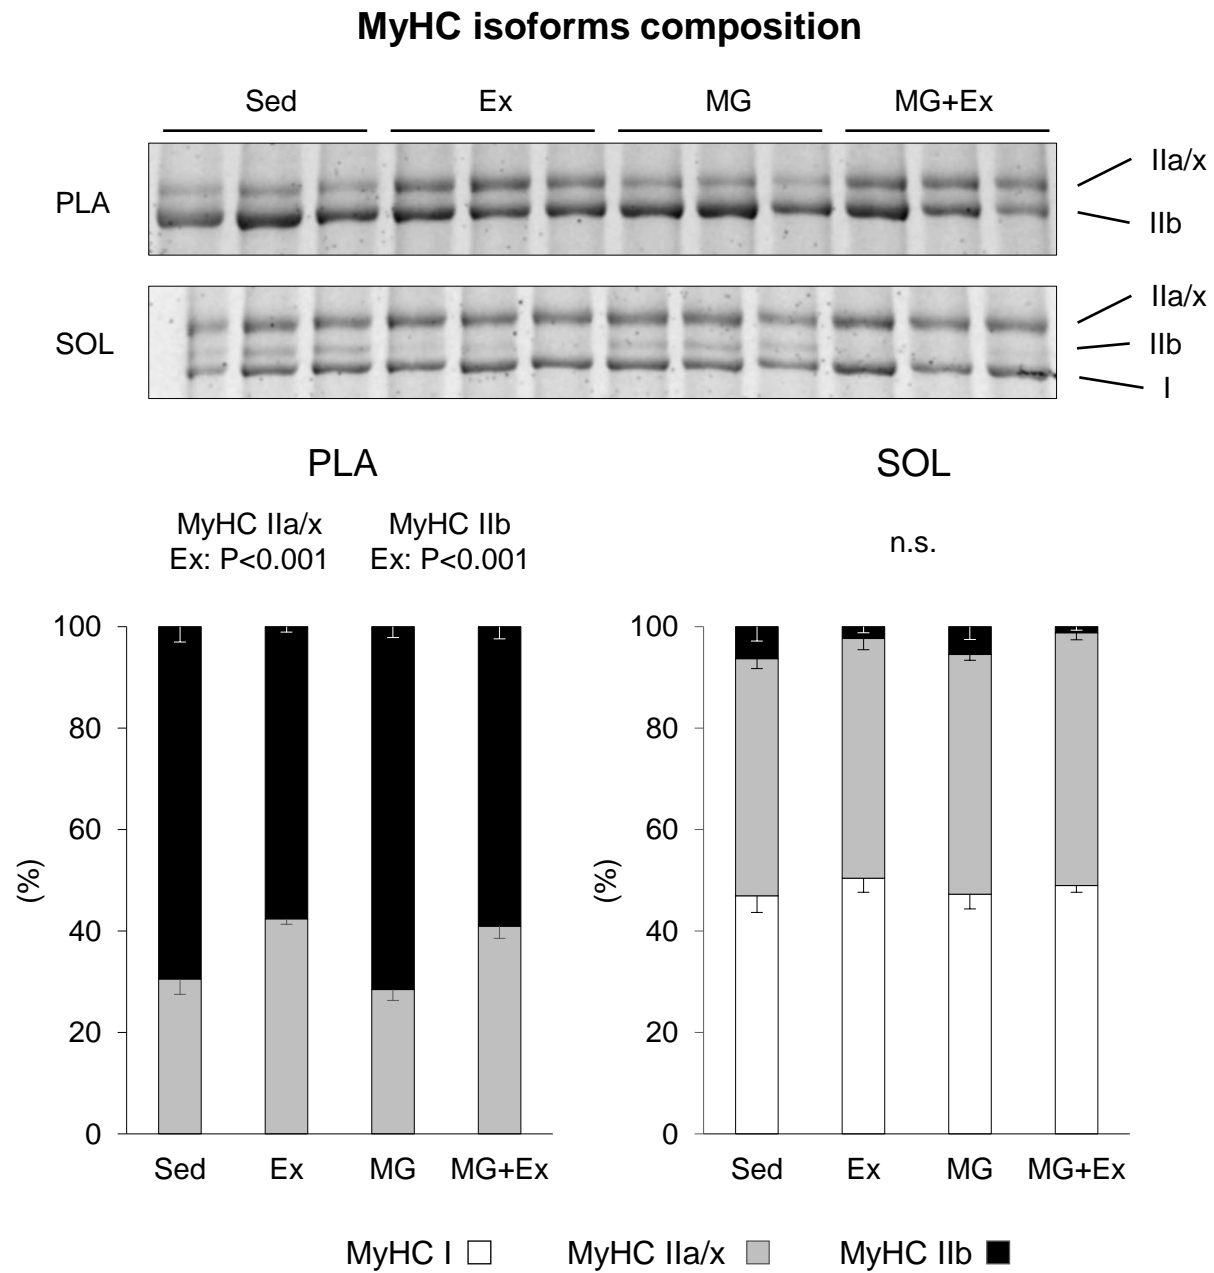 MyHC isoforms composition
Sed Ex MG MG+Ex
PLA
IIa/x
IIb
SOL
IIa/x
IIb
I
PLA
MyHC IIa/x
Ex: P<0.001
MyHC IIb
Ex: P<0.001
(%)
100
80
60
40
20
0
Sed Ex MG MG+Ex
SOL
n.s.
(%)
100
80
60
40
20
0
Sed Ex MG MG+Ex
MyHC I MyHC IIa/x MyHC IIb